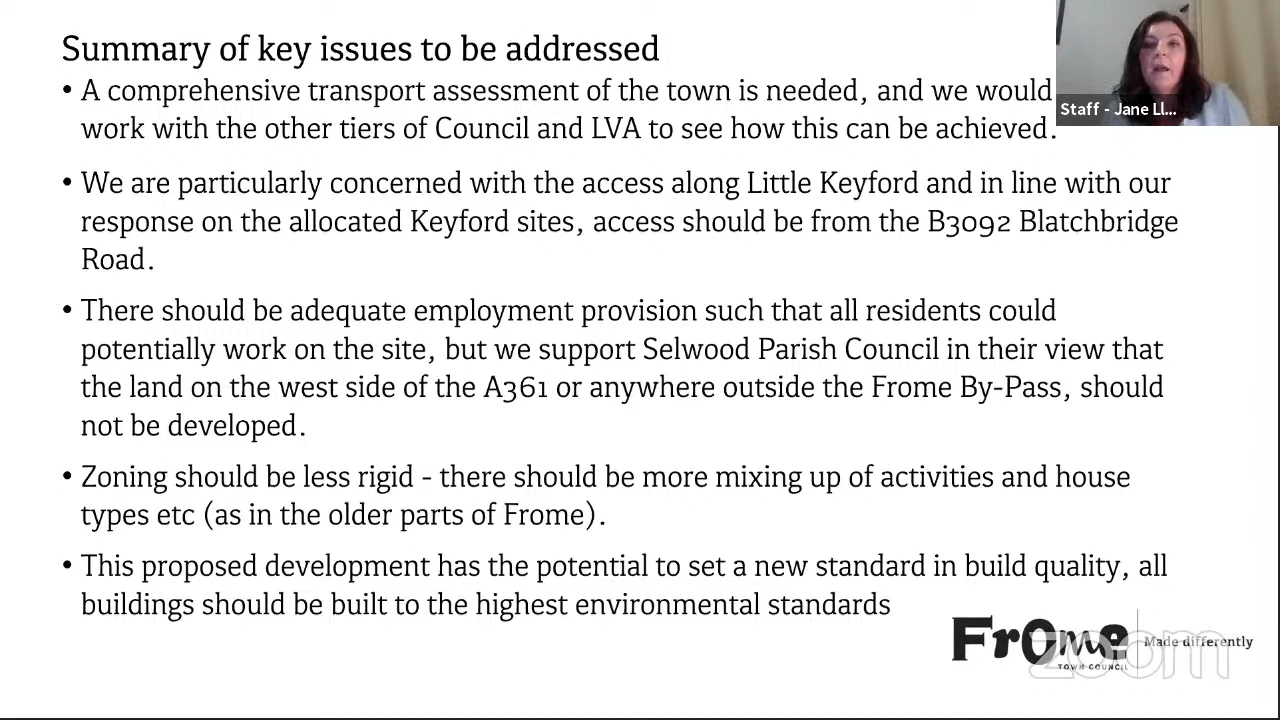 Summary of key issues to be addressed
• A comprehensive transport assessment of the town is needed, and we would
work with the other tiers of Council and LVA to see how this can be achieved.
• We are particularly concerned with the access along Little Keyford and in line with our
response on the allocated Keyford sites, access should be from the B3092 Blatchbridge
Road.
• There should be adequate employment provision such that all residents could
potentially work on the site, but we support Selwood Parish Council in their view that
the land on the west side of the A361 or anywhere outside the Frome By-Pass, should
not be developed.
• Zoning should be less rigid - there should be more mixing up of activities and house
types etc (as in the older parts of Frome).
• This proposed development has the potential to set a new standard in build quality, all
buildings should be built to the highest environmental standards
Staff - Jane Ll...
Frome Made differently
TOWN COUNCIL
zoom